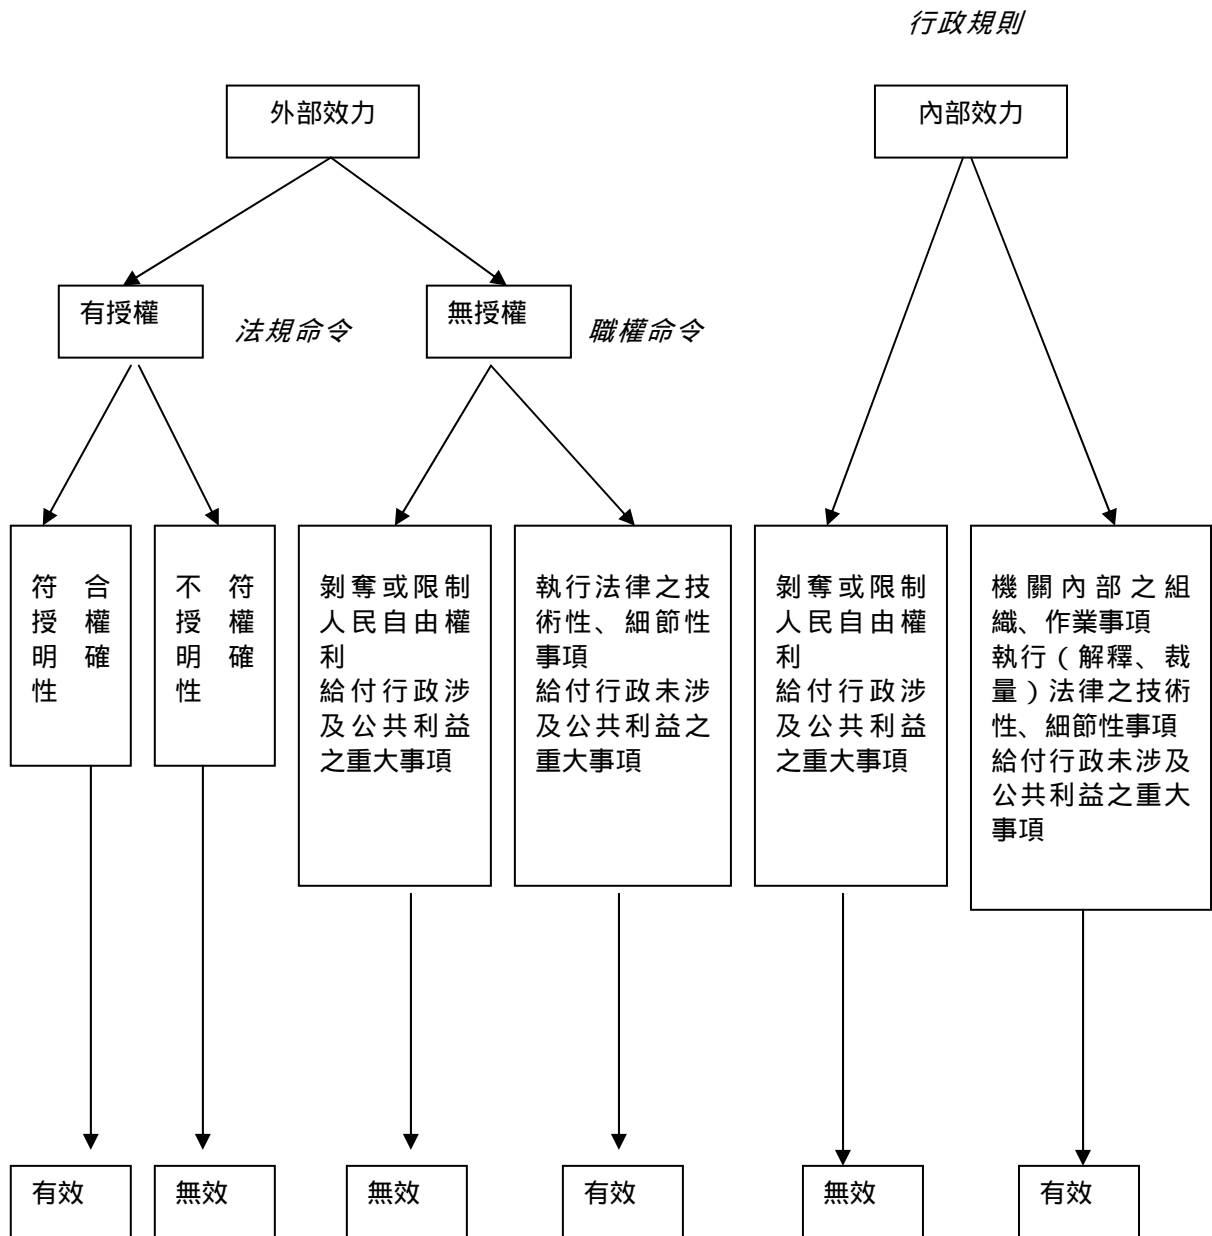 行政規則
外部效力
內部效力
有授權
法規命令
無授權
職權命令
符合
授權
明確
性
不符
授權
明確
性
剝奪或限制
人民自由權
利
給付行政涉
及公共利益
之重大事項
執行法律之技
術性、細節性
事項
給付行政未涉
及公共利益之
重大事項
剝奪或限制
人民自由權
利
給付行政涉
及公共利益
之重大事項
機關內部之組
織、作業事項
執行（解釋、裁
量）法律之技術
性、細節性事項
給付行政未涉及
公共利益之重大
事項
有效
無效
無效
有效
無效
有效